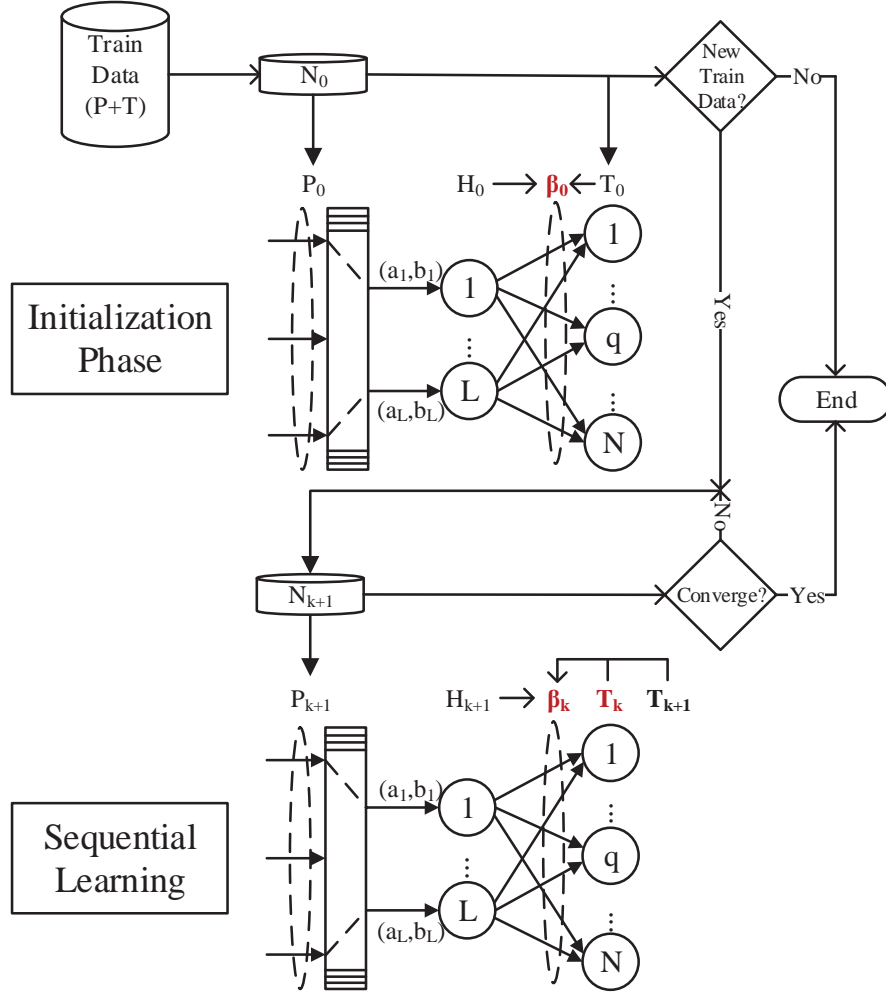 Train
Data
(P+T)
N0
New
Train
Data?
No
P0
H0
β0
T0
(a1,b1)
1
1
Yes
Initialization
Phase
⋮
⋮
q
L
(aL,bL)
⋮
N
End
No
Nk+1
Converge?
Yes
Pk+1
Hk+1
βk
Tk
Tk+1
(a1,b1)
1
1
⋮
⋮
q
Sequential
Learning
L
(aL,bL)
⋮
N